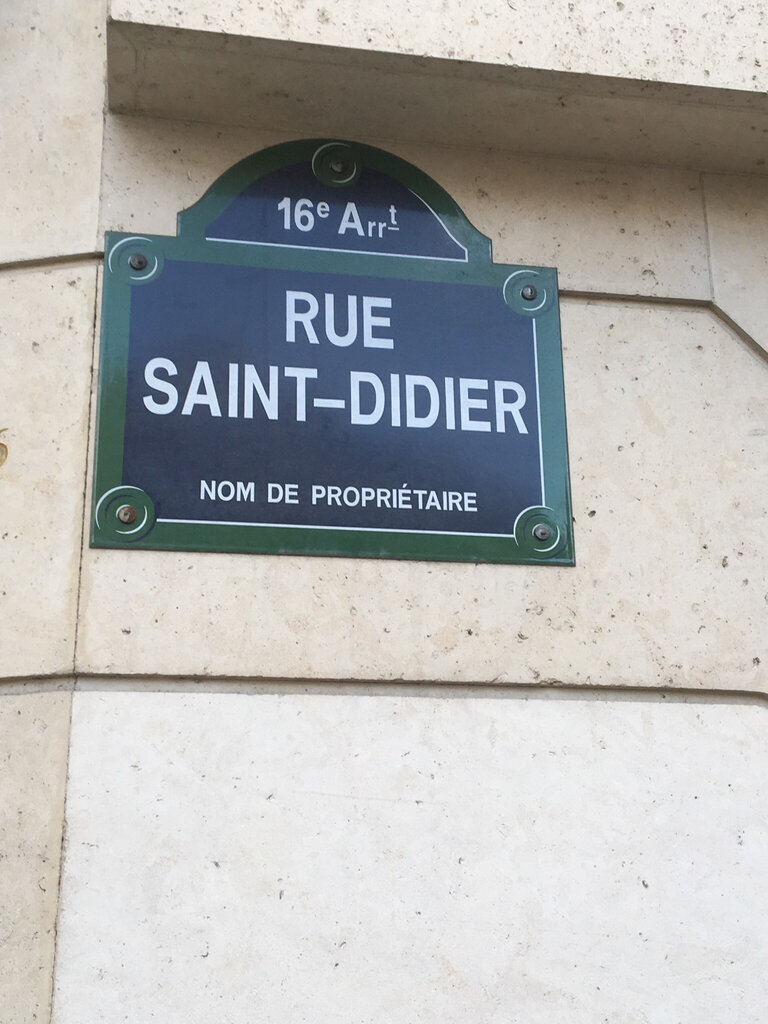 16e Arrt
RUE
SAINT-DIDIER
NOM DE PROPRIÉTAIRE